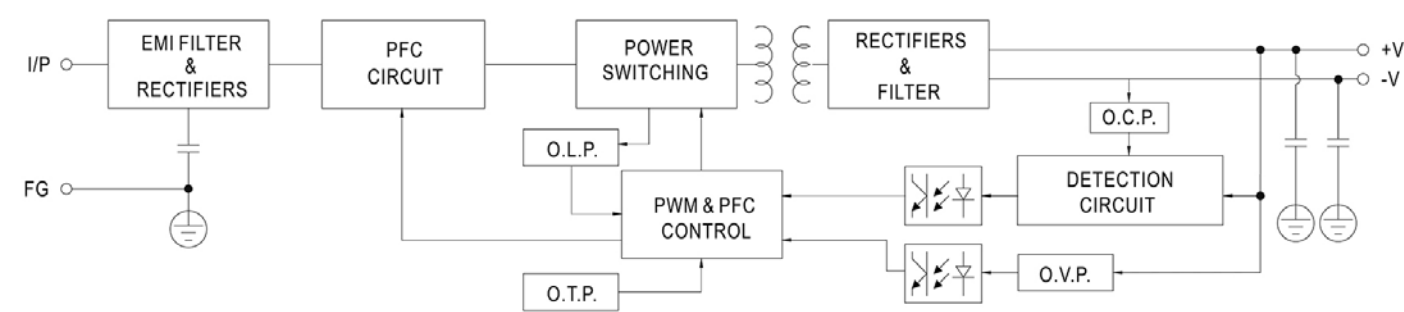 I/P
EMI FILTER
&
RECTIFIERS
PFC
CIRCUIT
POWER
SWITCHING
RECTIFIERS
&
FILTER
+V
-V
O.C.P.
O.L.P.
FG
PWM & PFC
CONTROL
DETECTION
CIRCUIT
O.T.P.
O.V.P.